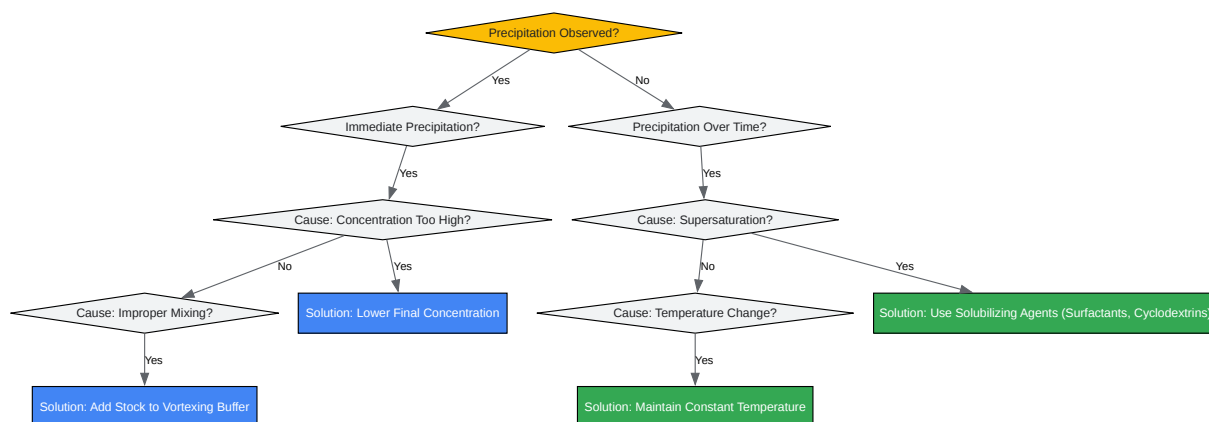 Precipitation Observed?
Yes
No
Immediate Precipitation?
Precipitation Over Time?
Yes
Yes
Cause: Concentration Too High?
Cause: Supersaturation?
No
Yes
No
Yes
Cause: Improper Mixing?
Solution: Lower Final Concentration
Cause: Temperature Change?
Solution: Use Solubilizing Agents (Surfactants, Cyclodextrins)
Yes
Yes
Solution: Add Stock to Vortexing Buffer
Solution: Maintain Constant Temperature